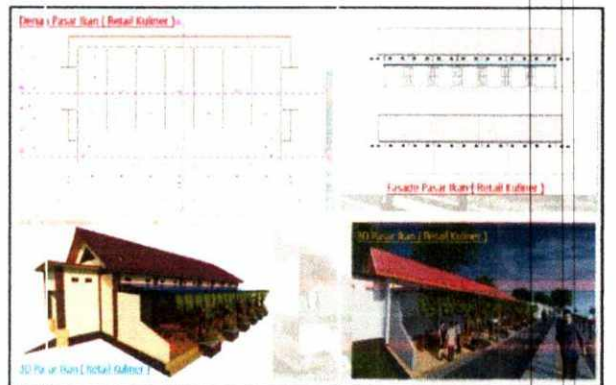 Denah Pasar Ikan ( Retail Kuliner )
Fasade Pasar Ikan ( Retail Kuliner )
3D Pasar Ikan ( Retail Kuliner )
3D Pasar Ikan ( Retail Kuliner )